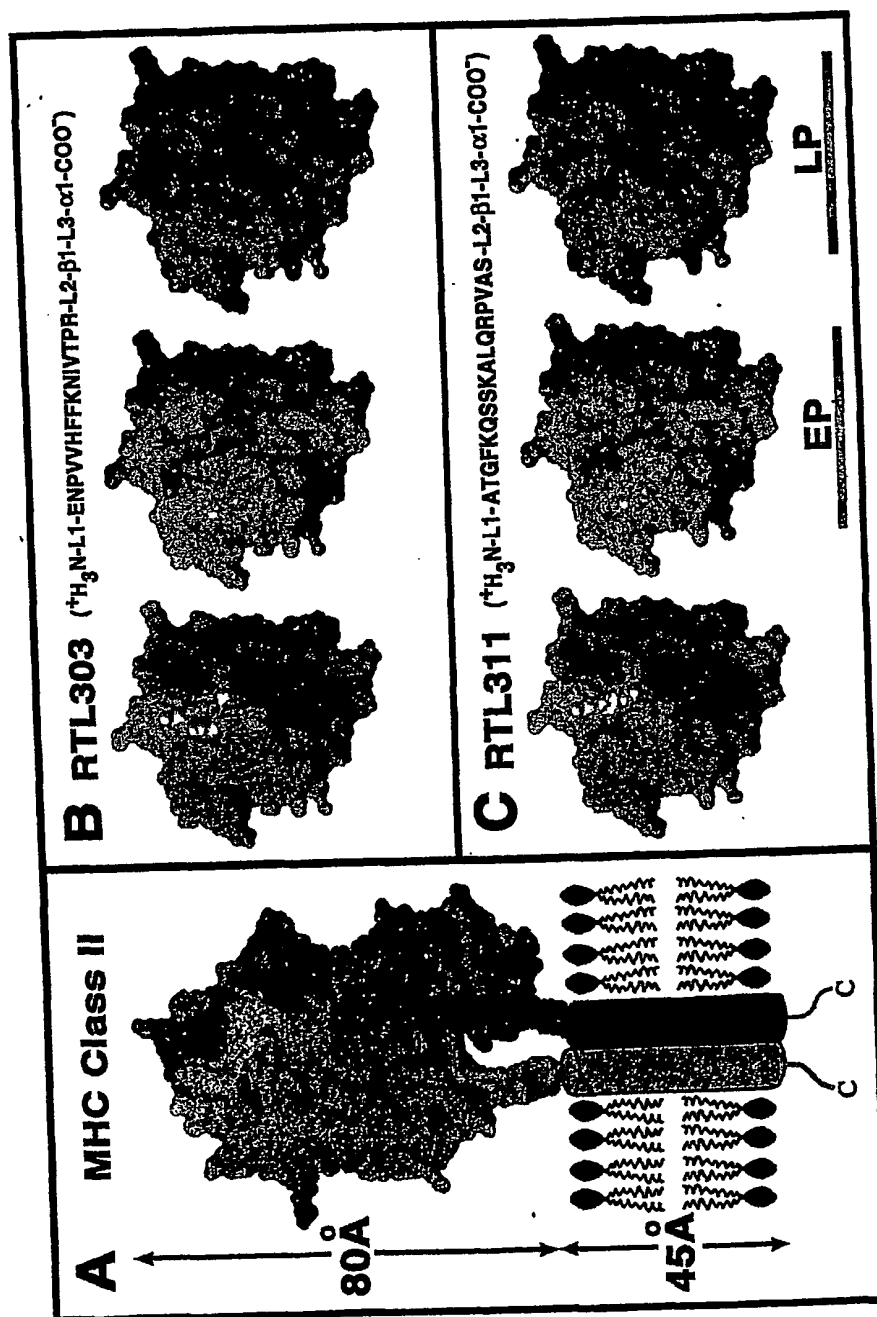 A MHC Class II
80Å
45Å
C
C
B RTL303 (⁺H₃N-L1-ENPVVHFFKNIVTPR-L2-β1-L3-α1-COO⁻)
C RTL311 (⁺H₃N-L1-ATGFKQSSKALQRPVAS-L2-β1-L3-α1-COO⁻)
EP
LP